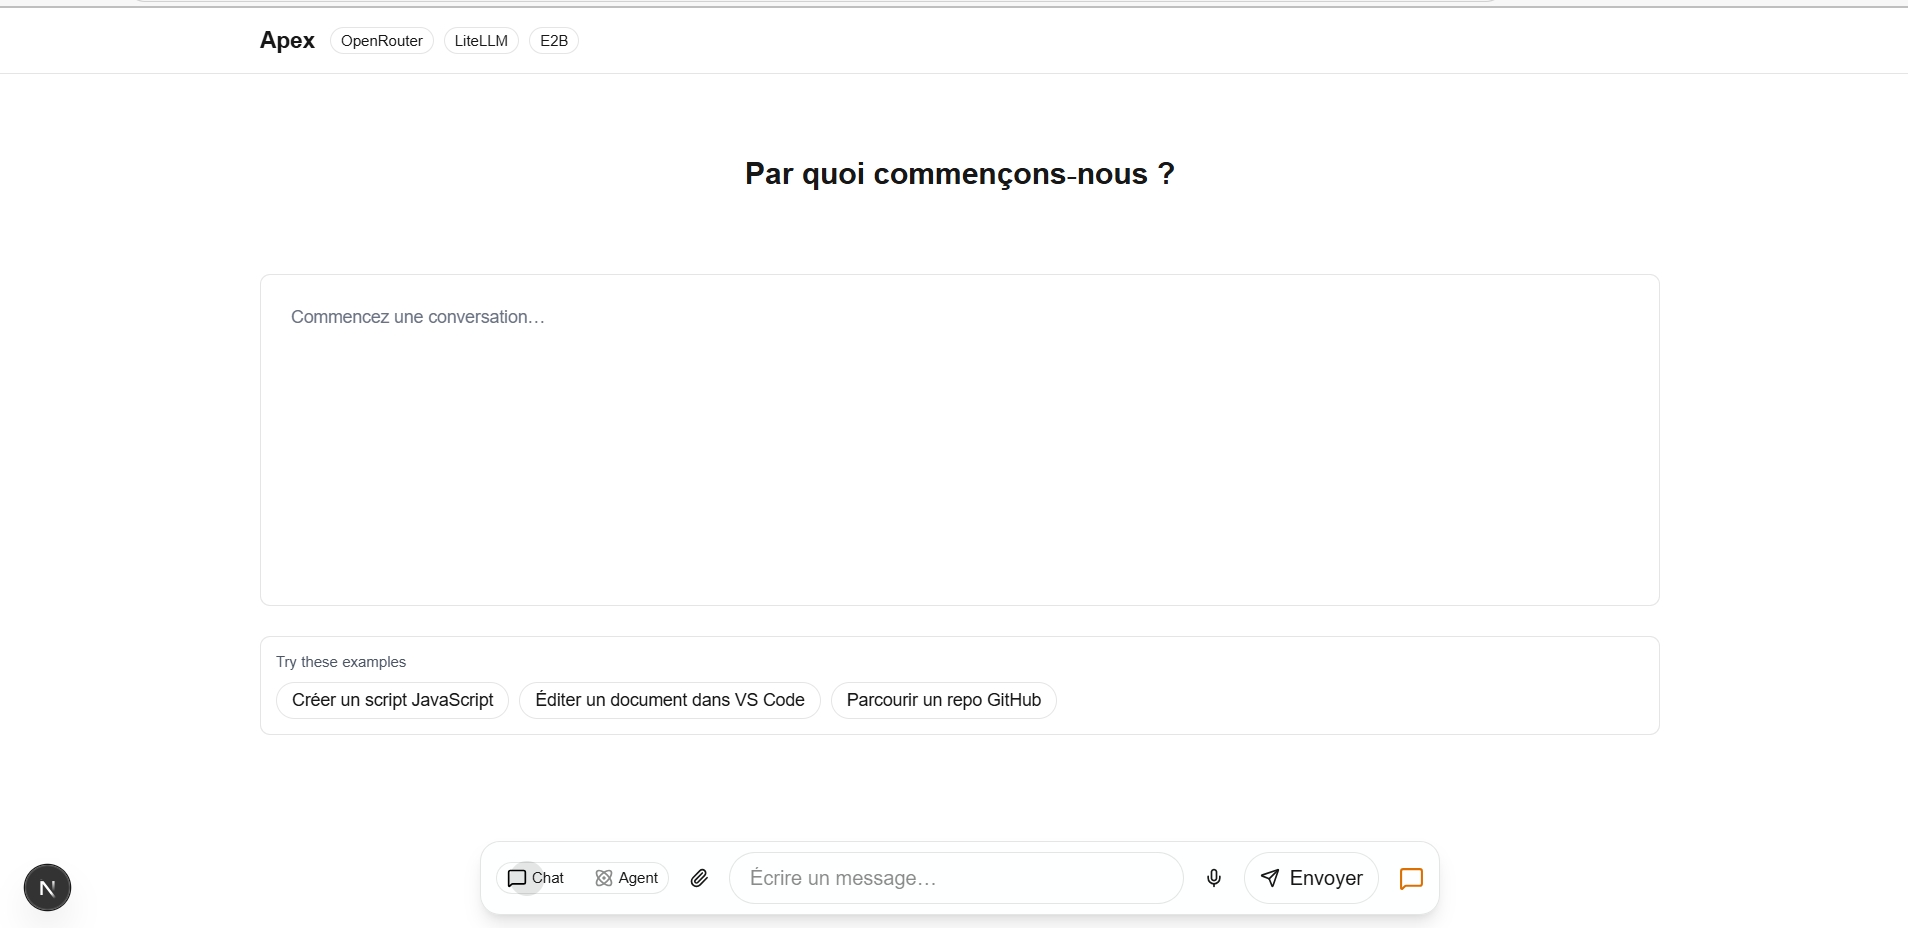 Apex OpenRouter LiteLLM E2B
Par quoi commençons-nous ?
Commencez une conversation…
Try these examples
Créer un script JavaScript Éditer un document dans VS Code Parcourir un repo GitHub
Chat Agent Écrire un message… Envoyer
N